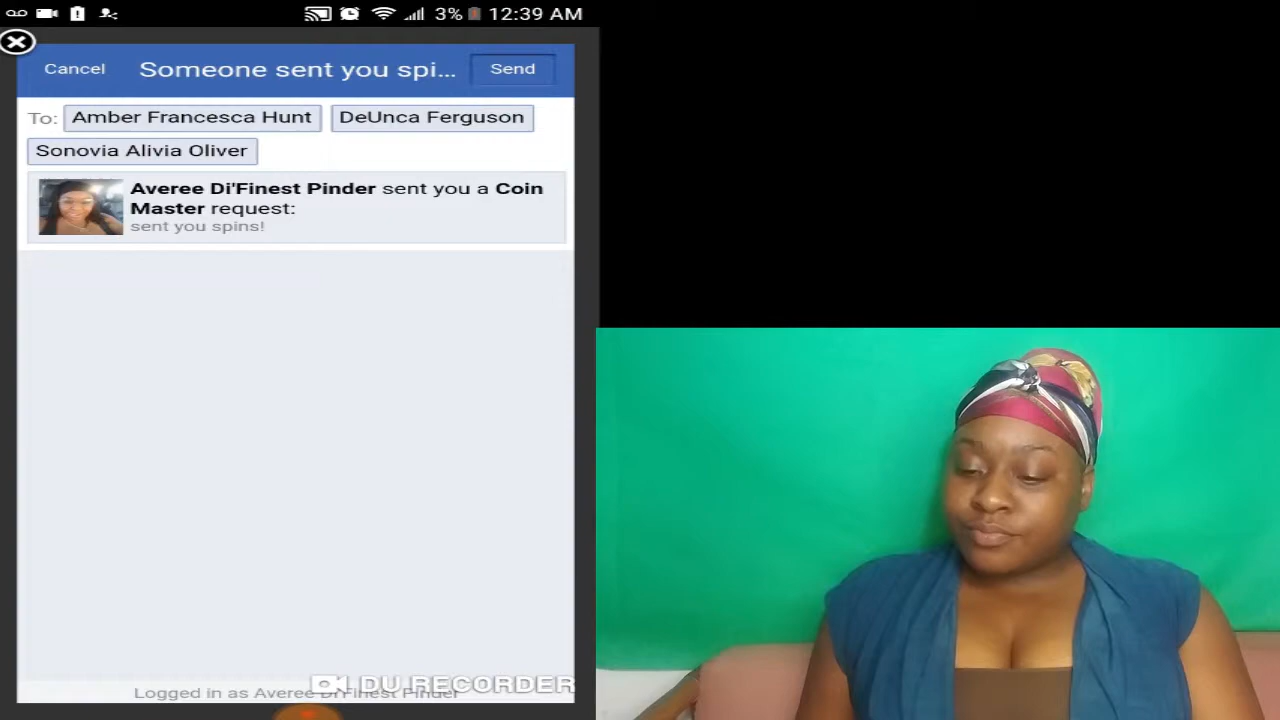 3% 12:39 AM
Cancel Someone sent you spi... Send
To: Amber Francesca Hunt DeUnca Ferguson
Sonovia Alivia Oliver
Averee Di'Finest Pinder sent you a Coin
Master request:
sent you spins!
DU RECORDER
Logged in as Averee Di'Finest Pinder